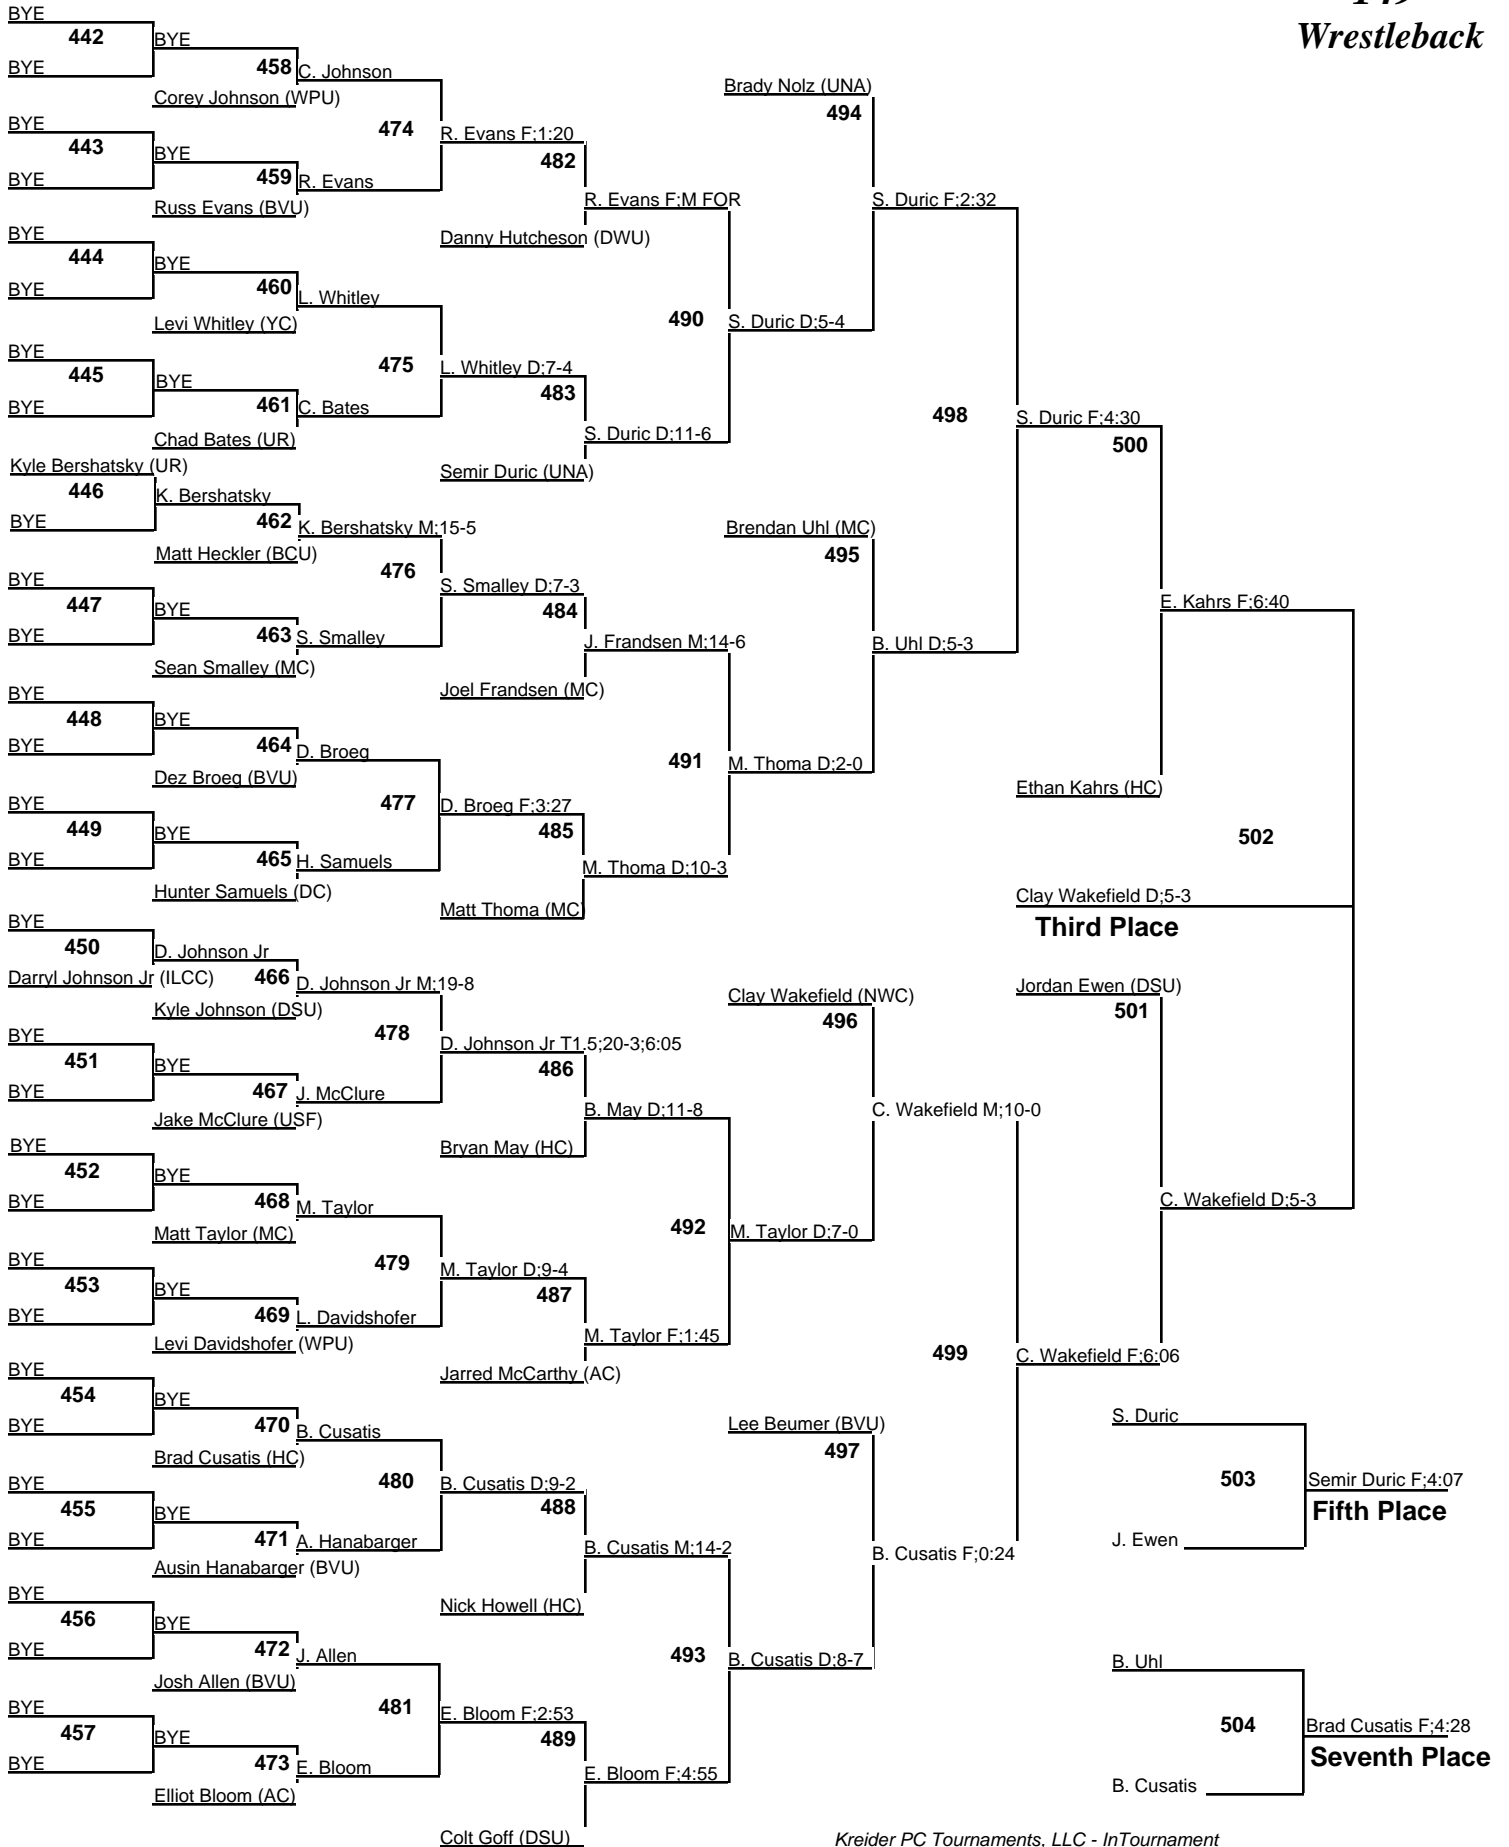 Wrestleback
BYE
442
BYE
BYE
458
C. Johnson
Corey Johnson (WPU)
BYE
443
BYE
BYE
459
R. Evans
Russ Evans (BVU)
474
R. Evans F;1:20
482
R. Evans F;M FOR
Danny Hutcheson (DWU)
BYE
444
BYE
BYE
460
L. Whitley
Levi Whitley (YC)
BYE
445
BYE
BYE
461
C. Bates
Chad Bates (UR)
475
L. Whitley D;7-4
483
S. Duric D;11-6
Semir Duric (UNA)
490
S. Duric D;5-4
Brady Nolz (UNA)
494
S. Duric F;2:32
Kyle Bershatsky (UR)
446
BYE
K. Bershatsky
462
K. Bershatsky M;15-5
Matt Heckler (BCU)
BYE
447
BYE
BYE
463
S. Smalley
Sean Smalley (MC)
476
S. Smalley D;7-3
484
J. Frandsen M;14-6
Joel Frandsen (MC)
BYE
448
BYE
BYE
464
D. Broeg
Dez Broeg (BVU)
BYE
449
BYE
BYE
465
H. Samuels
Hunter Samuels (DC)
477
D. Broeg F;3:27
485
M. Thoma D;10-3
Matt Thoma (MC)
491
M. Thoma D;2-0
Brendan Uhl (MC)
495
B. Uhl D;5-3
498
S. Duric F;4:30
500
E. Kahrs F;6:40
Ethan Kahrs (HC)
502
Clay Wakefield D;5-3
Third Place
BYE
450
Darryl Johnson Jr (ILCC)
D. Johnson Jr
466
D. Johnson Jr M;19-8
Kyle Johnson (DSU)
BYE
451
BYE
BYE
467
J. McClure
Jake McClure (USF)
478
D. Johnson Jr T1.5;20-3;6:05
486
B. May D;11-8
Bryan May (HC)
BYE
452
BYE
BYE
468
M. Taylor
Matt Taylor (MC)
BYE
453
BYE
BYE
469
L. Davidshofer
Levi Davidshofer (WPU)
479
M. Taylor D;9-4
487
M. Taylor F;1:45
Jarred McCarthy (AC)
492
M. Taylor D;7-0
Clay Wakefield (NWC)
496
C. Wakefield M;10-0
BYE
454
BYE
BYE
470
B. Cusatis
Brad Cusatis (HC)
BYE
455
BYE
BYE
471
A. Hanabarger
Ausin Hanabarger (BVU)
480
B. Cusatis D;9-2
488
B. Cusatis M;14-2
Nick Howell (HC)
BYE
456
BYE
BYE
472
J. Allen
Josh Allen (BVU)
BYE
457
BYE
BYE
473
E. Bloom
Elliot Bloom (AC)
481
E. Bloom F;2:53
489
E. Bloom F;4:55
Colt Goff (DSU)
493
B. Cusatis D;8-7
Lee Beumer (BVU)
497
B. Cusatis F;0:24
499
C. Wakefield F;6:06
Jordan Ewen (DSU)
501
C. Wakefield D;5-3
S. Duric
503
J. Ewen
Semir Duric F;4:07
Fifth Place
B. Uhl
504
B. Cusatis
Brad Cusatis F;4:28
Seventh Place
Kreider PC Tournaments, LLC - InTournament